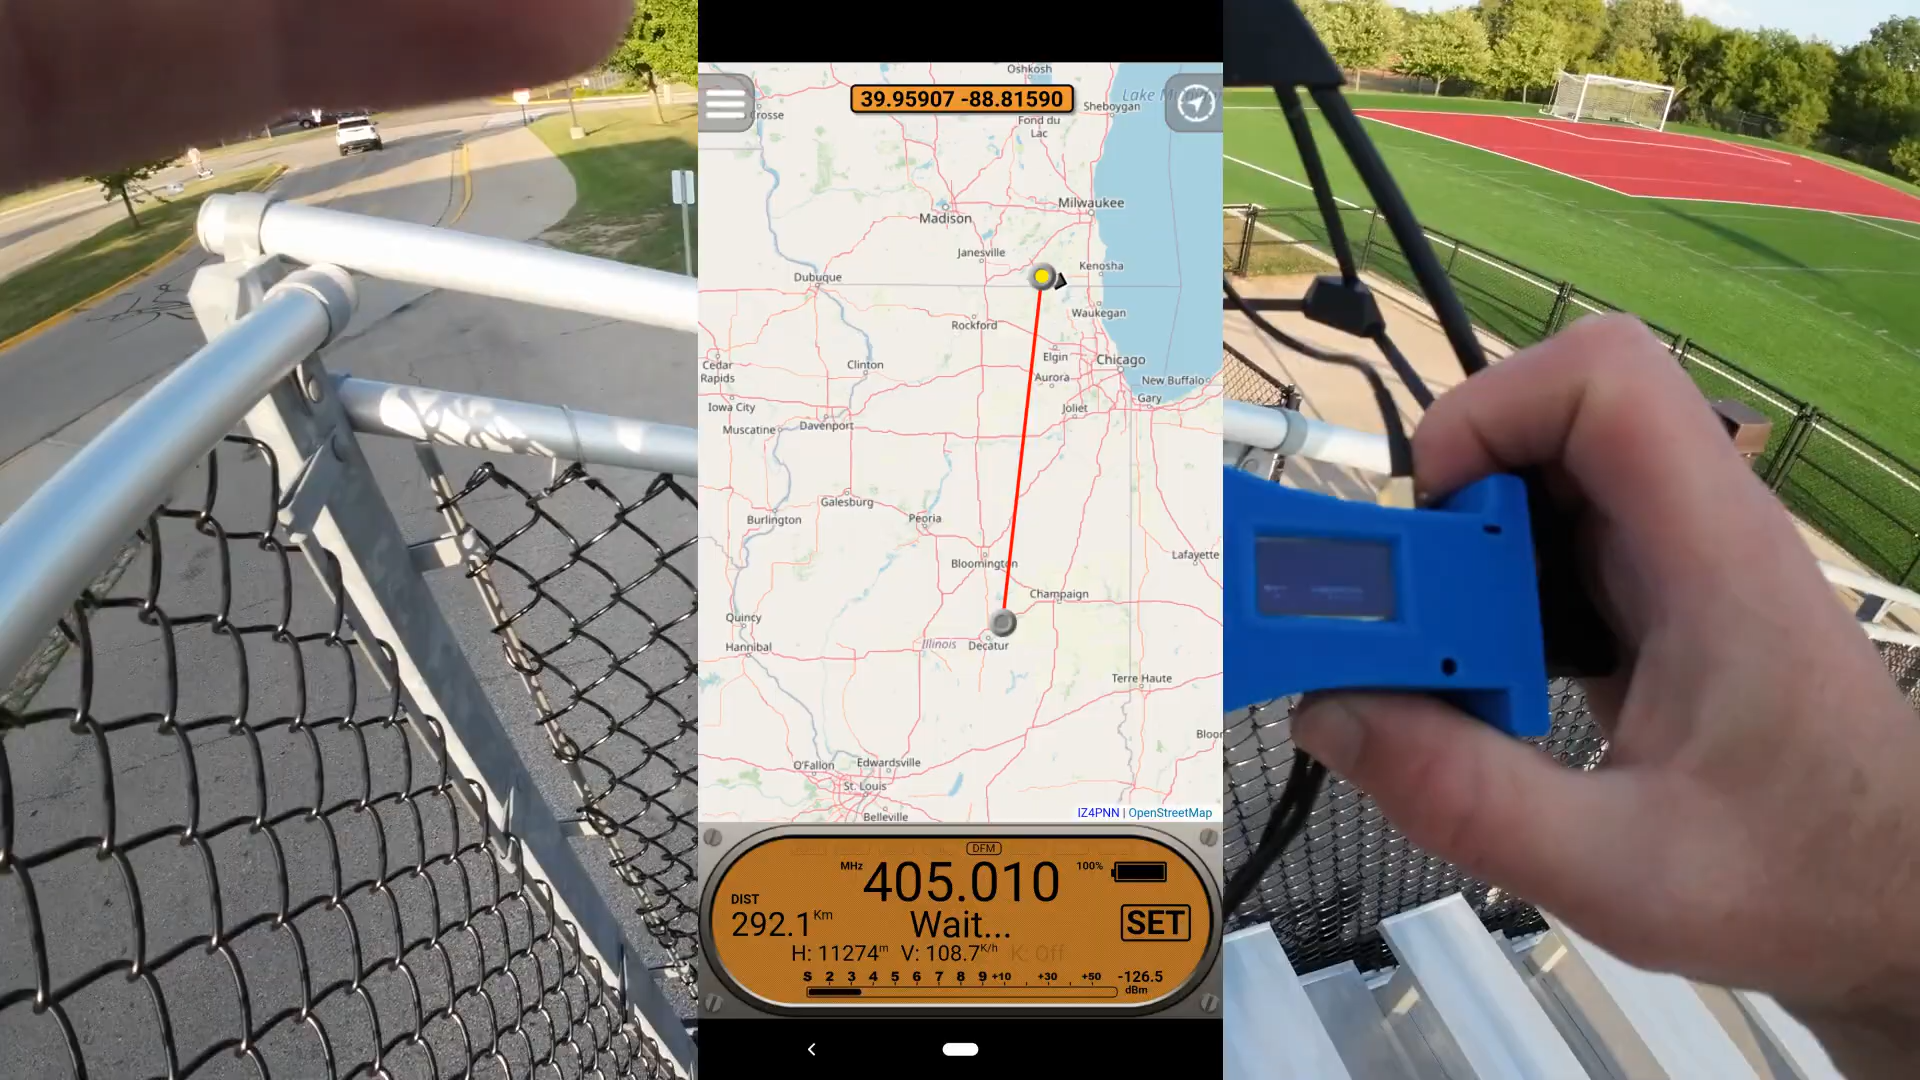 Oshkosh
39.95907 -88.81590
Lake
Crosse
Sheboygan
Fond du
Lac
Milwaukee
Madison
Janesville
Kenosha
Dubuque
Waukegan
Rockford
Elgin
Chicago
Clinton
Cedar
Rapids
Aurora
New Buffalo
Gary
Iowa City
Joliet
Muscatine
Davenport
Galesburg
Peoria
Burlington
Lafayette
Bloomington
Champaign
Quincy
Illinois
Decatur
Hannibal
Terre Haute
Bloor
O'Fallon
Edwardsville
St. Louis
Belleville
IZ4PNN | OpenStreetMap
DFM
MHz
405.010
100%
DIST
292.1 Km
Wait...
SET
H: 11274m V: 108.7K/h K: Off
S 2 3 4 5 6 7 8 9 +10 +30 +50 -126.5
dBm